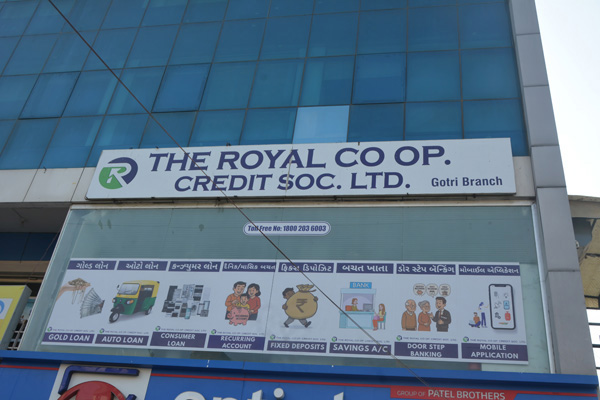 R
THE ROYAL CO OP.
CREDIT SOC. LTD.
Gotri Branch
Toll Free No: 1800 203 6003
ગોલ્ડ લોન
ઓટો લોન
કન્ઝ્યુમર લોન
દૈનિક/માસિક બચત
ફિક્સ ડિપોઝિટ
બચત ખાતા
ડોર સ્ટેપ બેન્કિંગ
મોબાઈલ એપ્લિકેશન
BANK
GOLD LOAN
AUTO LOAN
CONSUMER
LOAN
RECURRING
ACCOUNT
FIXED DEPOSITS
SAVINGS A/C
DOOR STEP
BANKING
MOBILE
APPLICATION
GROUP OF PATEL BROTHERS